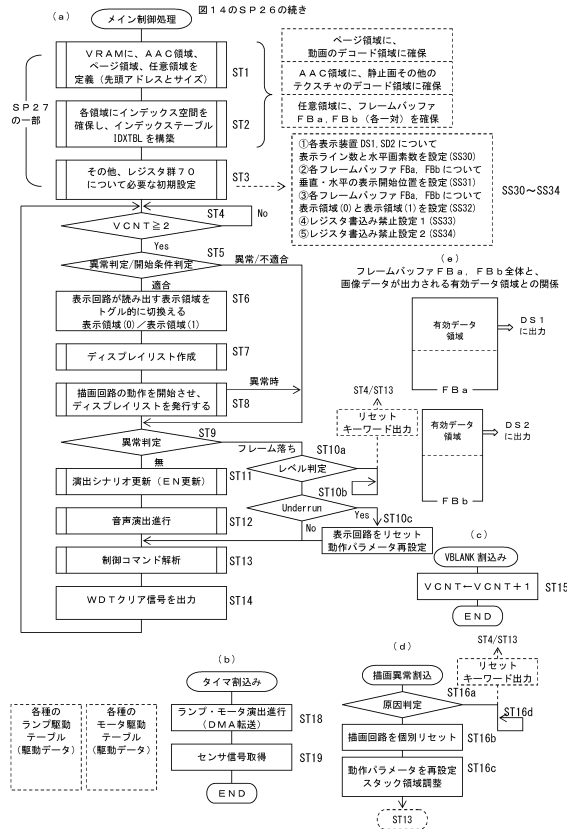 図14のSP26の続き
(a)
メイン制御処理
VRAMに、AAC領域、
ページ領域、任意領域を
定義(先頭アドレスとサイズ)
ST1
各領域にインデックス空間を
確保し、インデックステーブル
IDXTBLを構築
ST2
SP27
の一部
その他、レジスタ群70
について必要な初期設定
ST3
ページ領域に、
動画のデコード領域に確保
AAC領域に、静止画その他の
テクスチャのデコード領域に確保
任意領域に、フレームバッファ
FBa,FBb(各一対)を確保
①各表示装置DS1,SD2について
表示ライン数と水平画素数を設定(SS30)
②各フレームバッファFBa, FBbについて
垂直・水平の表示開始位置を設定(SS31)
③各フレームバッファFBa, FBbについて
表示領域(0)と表示領域(1)を設定(SS32)
④レジスタ書込み禁止設定1(SS33)
⑤レジスタ書込み禁止設定2(SS34)
SS30~SS34
ST4
No
VCNT≧2
Yes
ST5
異常判定/開始条件判定
異常/不適合
適合
表示回路が読み出す表示領域を
トグル的に切換える
表示領域(0)/表示領域(1)
ST6
ディスプレイリスト作成
ST7
描画回路の動作を開始させ、
ディスプレイリストを発行する
ST8
異常時
ST9
異常判定
フレーム落ち
無
演出シナリオ更新(EN更新)
ST11
音声演出進行
ST12
制御コマンド解析
ST13
WDTクリア信号を出力
ST14
ST4/ST13
リセット
キーワード出力
ST10a
レベル判定
ST10b
Underrun
Yes
No
ST10c
表示回路をリセット
動作パラメータ再設定
(e)
フレームバッファFBa, FBb全体と、
画像データが出力される有効データ領域との関係
有効データ
領域
DS1
に出力
FBa
有効データ
領域
DS2
に出力
FBb
(c)
VBLANK割込み
VCNT←VCNT+1
ST15
END
(b)
タイマ割込み
ランプ・モータ演出進行
(DMA転送)
ST18
センサ信号取得
ST19
END
各種の
ランプ駆動
テーブル
(駆動データ)
各種の
モータ駆動
テーブル
(駆動データ)
(d)
描画異常割込
ST4/ST13
リセット
キーワード出力
ST16a
原因判定
ST16d
描画回路を個別リセット
ST16b
動作パラメータを再設定
スタック領域調整
ST16c
ST13